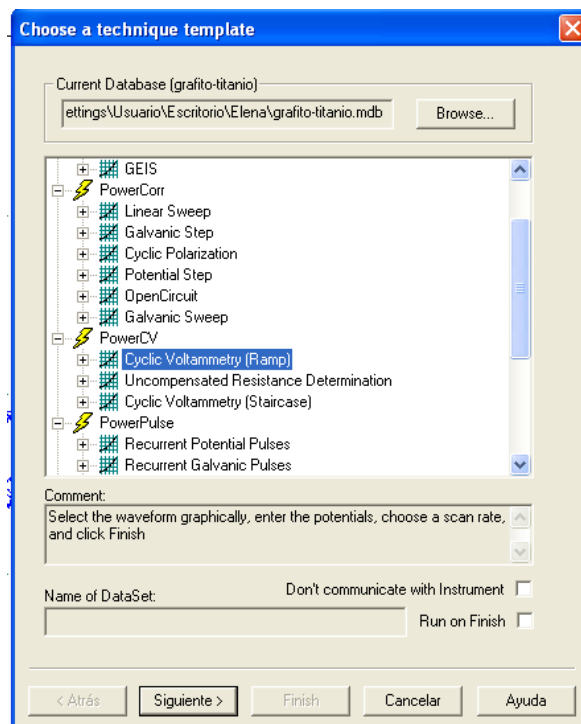 Choose a technique template
Current Database (grafito-titanio)
ettings\Usuario\Escritorio\Elena\grafito-titanio.mdb
Browse...
GEIS
PowerCorr
Linear Sweep
Galvanic Step
Cyclic Polarization
Potential Step
OpenCircuit
Galvanic Sweep
PowerCV
Cyclic Voltammetry (Ramp)
Uncompensated Resistance Determination
Cyclic Voltammetry (Staircase)
PowerPulse
Recurrent Potential Pulses
Recurrent Galvanic Pulses
Comment:
Select the waveform graphically, enter the potentials, choose a scan rate,
and click Finish
Don't communicate with Instrument
Name of DataSet:
Run on Finish
< Atrás
Siguiente >
Finish
Cancelar
Ayuda